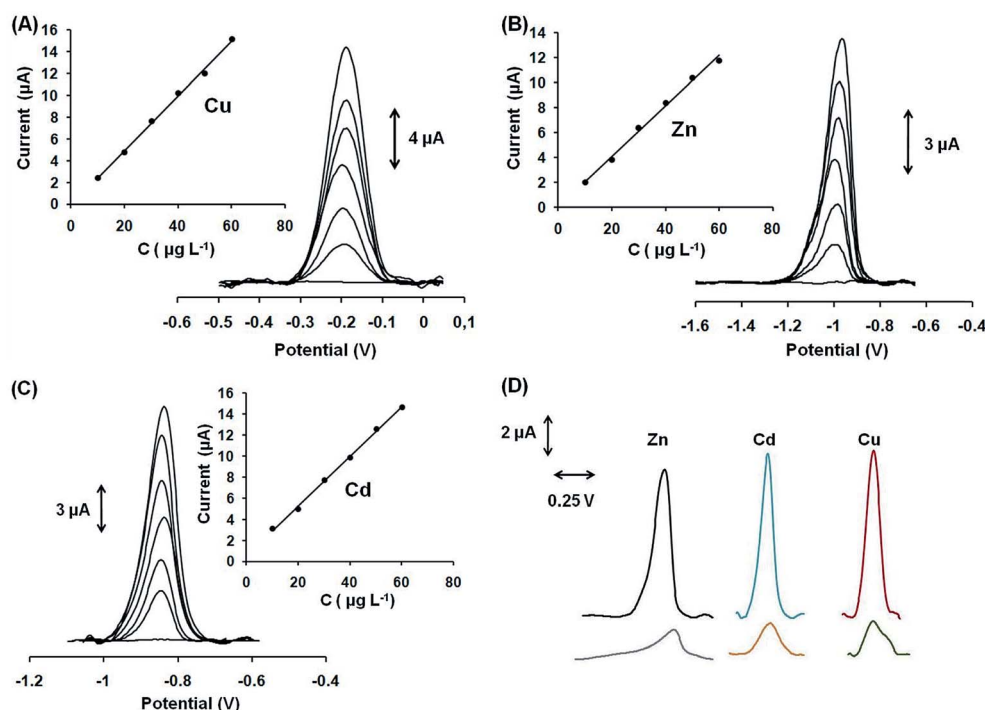 (A)
Current (µA)
16
14
12
10
8
6
4
2
0
Cu
0 20 40 60 80
C ( µg L-1)
4 µA
-0.6 -0.5 -0.4 -0.3 -0.2 -0.1 0 0,1
Potential (V)
(B)
Current (µA)
14
12
10
8
6
4
2
0
Zn
0 20 40 60 80
C ( µg L-1)
3 µA
-1.6 -1.4 -1.2 -1 -0.8 -0.6 -0.4
Potential (V)
(C)
3 µA
-1.2 -1 -0.8 -0.6 -0.4
Potential (V)
Current (µA)
16
14
12
10
8
6
4
2
0
Cd
0 20 40 60 80
C ( µg L-1)
(D)
2 µA
0.25 V
Zn Cd Cu